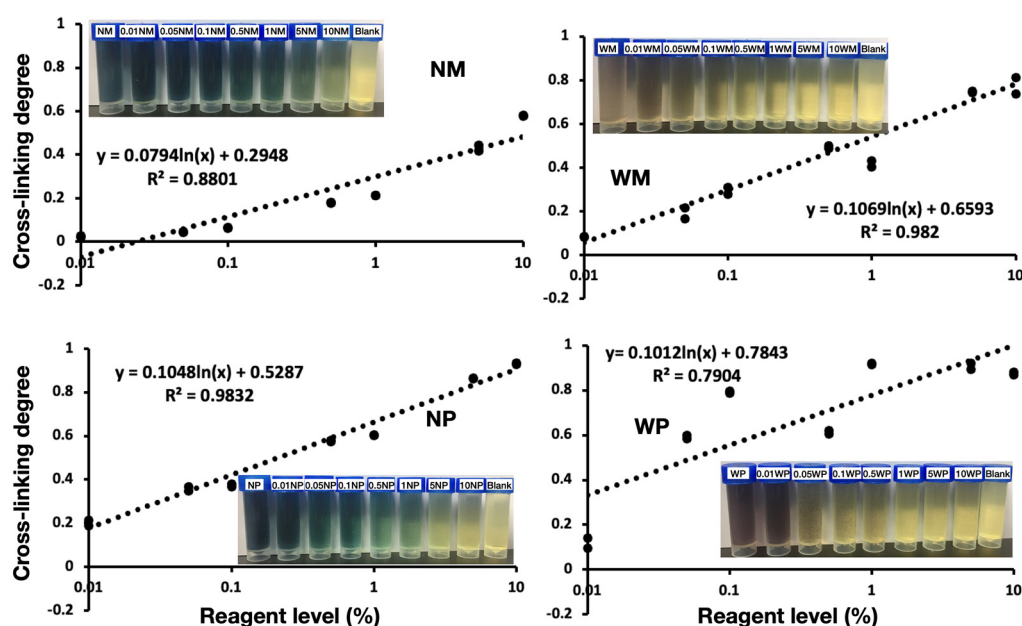 Cross-linking degree
1
0.8
0.6
0.4
0.2
0
-0.2
0.01
0.1
1
10
NM 0.01NM 0.05NM 0.1NM 0.5NM 1NM 5NM 10NM Blank
NM
y = 0.0794ln(x) + 0.2948
R² = 0.8801
1
0.8
0.6
0.4
0.2
0
-0.2
0.01
0.1
1
10
WM 0.01WM 0.05WM 0.1WM 0.5WM 1WM 5WM 10WM Blank
WM
y = 0.1069ln(x) + 0.6593
R² = 0.982
Cross-linking degree
1
0.8
0.6
0.4
0.2
0
-0.2
0.01
0.1
1
10
y = 0.1048ln(x) + 0.5287
R² = 0.9832
NP
NP 0.01NP 0.05NP 0.1NP 0.5NP 1NP 5NP 10NP Blank
Reagent level (%)
1
0.8
0.6
0.4
0.2
0
-0.2
0.01
0.1
1
10
y= 0.1012ln(x) + 0.7843
R² = 0.7904
WP
WP 0.01WP 0.05WP 0.1WP 0.5WP 1WP 5WP 10WP Blank
Reagent level (%)